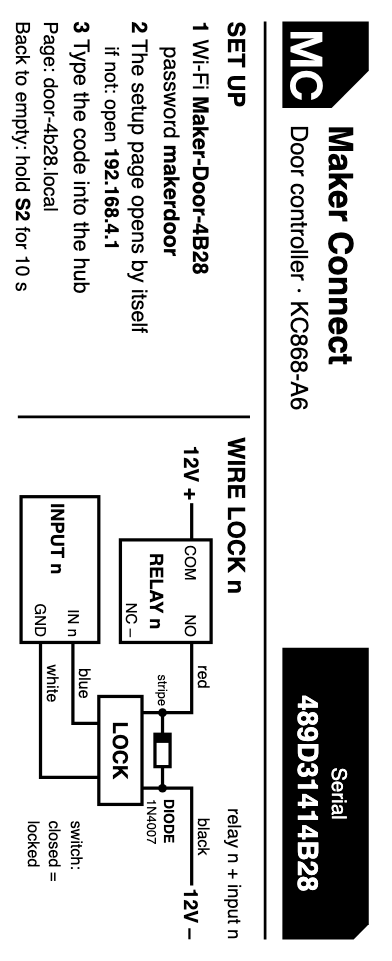 MC
Maker Connect
Door controller · KC868-A6
Serial
489D31414B28
SET UP
1 Wi-Fi Maker-Door-4B28
password makerdoor
2 The setup page opens by itself
if not: open 192.168.4.1
3 Type the code into the hub
Page: door-4b28.local
Back to empty: hold S2 for 10 s
WIRE LOCK n
relay n + input n
12V +
COM
NO
RELAY n
NC –
red
black
12V –
stripe
DIODE
1N4007
INPUT n
IN n
GND
blue
white
LOCK
switch:
closed =
locked